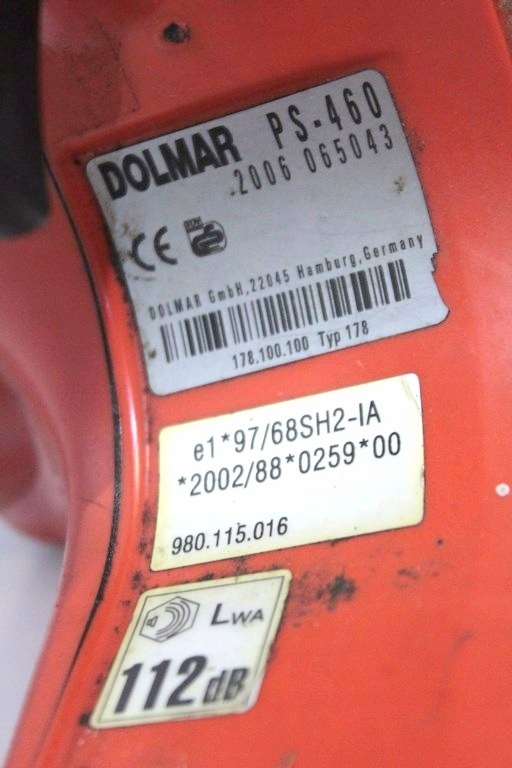 DOLMAR PS-460
2006 065043
CE
DOLMAR GmbH,22045 Hamburg,Germany
178.100.100 Typ 178
e1*97/68SH2-IA
*2002/88*0259*00
980.115.016
LWA
112dB